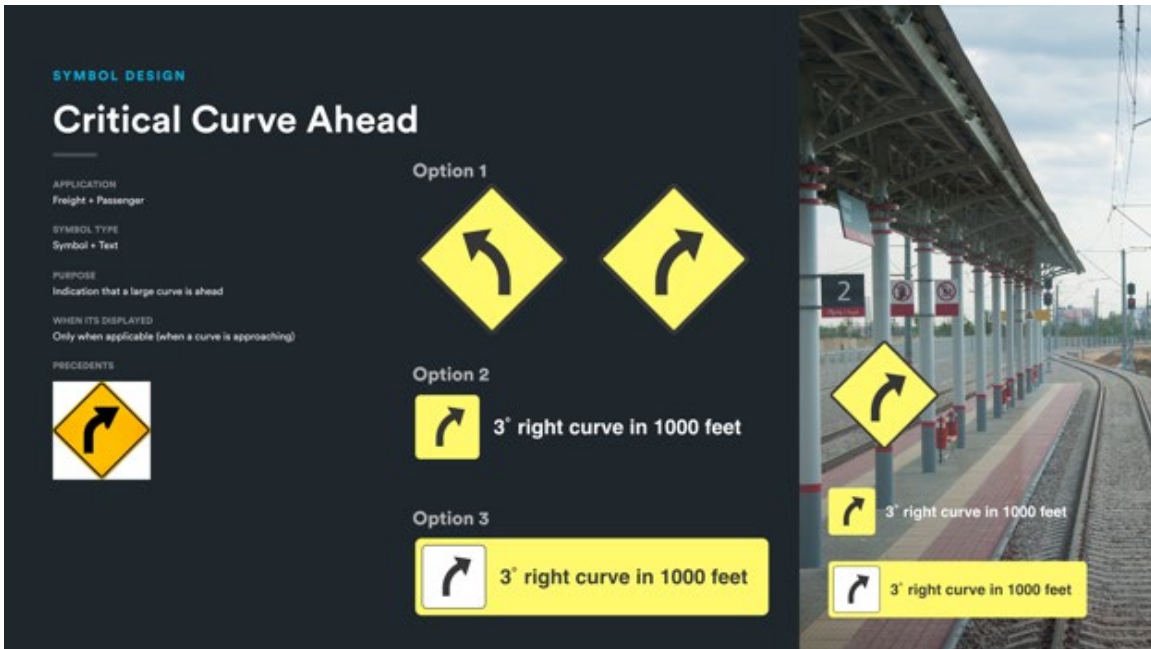 SYMBOL DESIGN
Critical Curve Ahead
APPLICATION
Freight + Passenger
SYMBOL TYPE
Symbol + Text
PURPOSE
Indication that a large curve is ahead
WHEN ITS DISPLAYED
Only when applicable (when a curve is approaching)
PRECEDENTS
Option 1
Option 2
3° right curve in 1000 feet
Option 3
3° right curve in 1000 feet
2
3° right curve in 1000 feet
3° right curve in 1000 feet